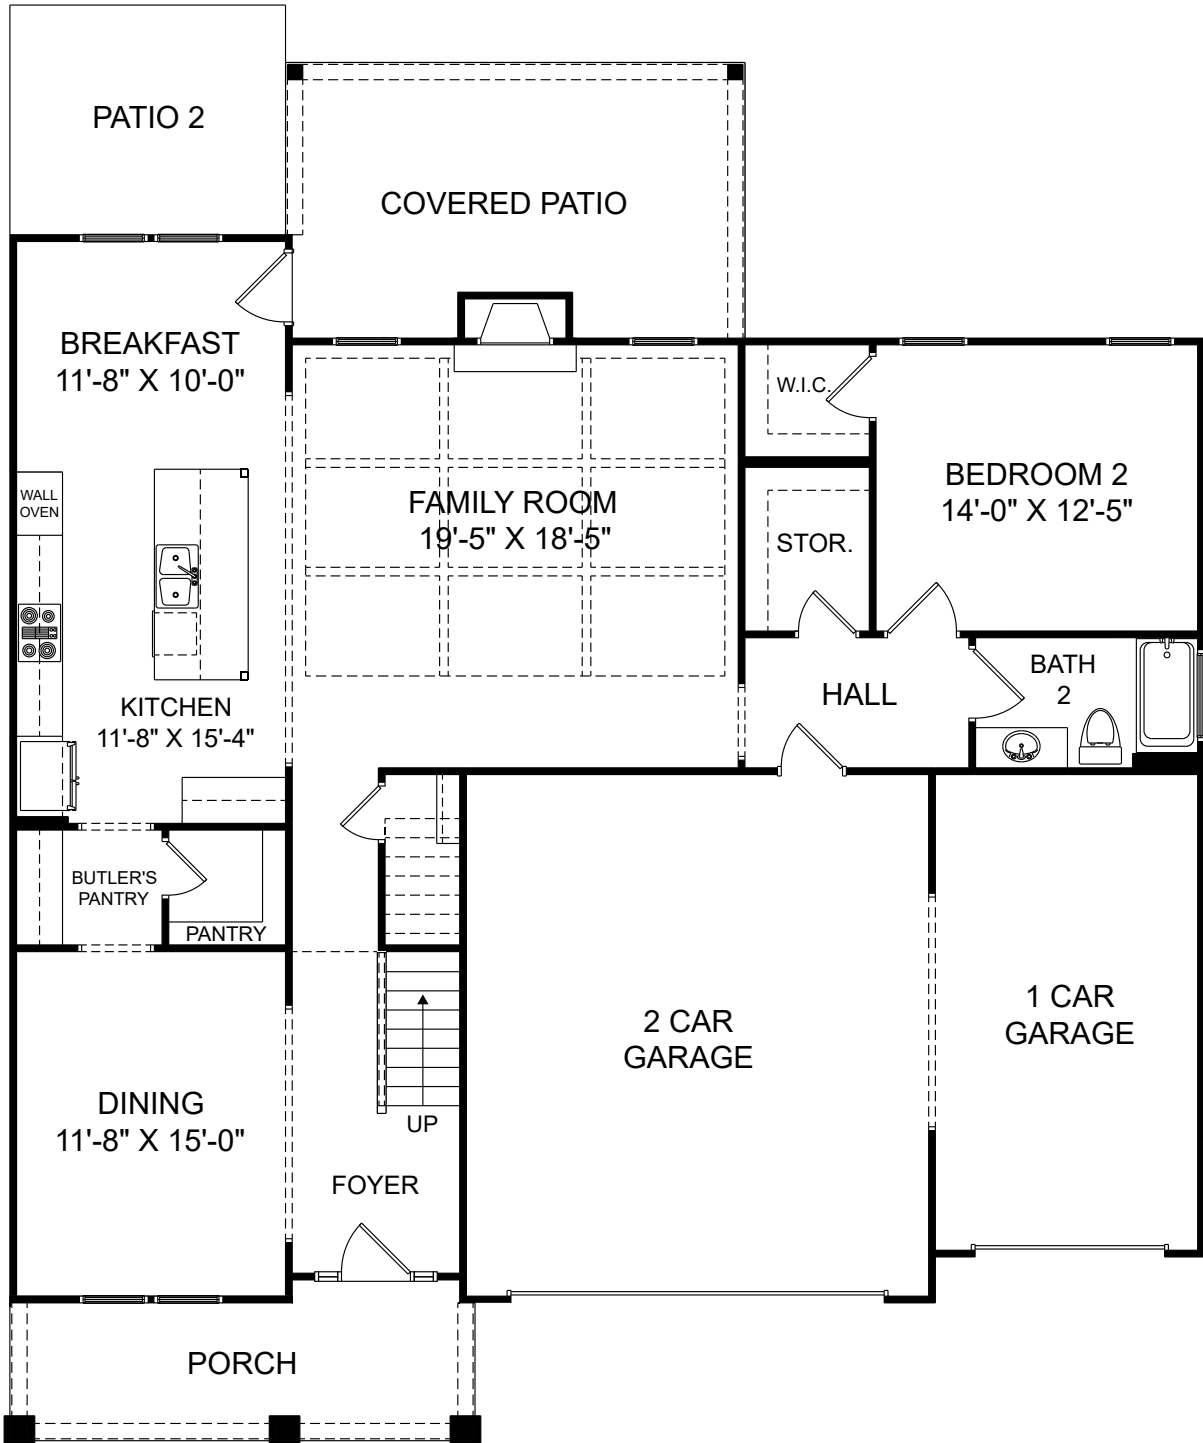 PATIO 2
COVERED PATIO
BREAKFAST
11'-8" X 10'-0"
W.I.C.
WALL
OVEN
FAMILY ROOM
19'-5" X 18'-5"
BEDROOM 2
14'-0" X 12'-5"
STOR.
KITCHEN
11'-8" X 15'-4"
HALL
BATH
2
BUTLER'S
PANTRY
PANTRY
2 CAR
GARAGE
1 CAR
GARAGE
DINING
11'-8" X 15'-0"
UP
FOYER
PORCH